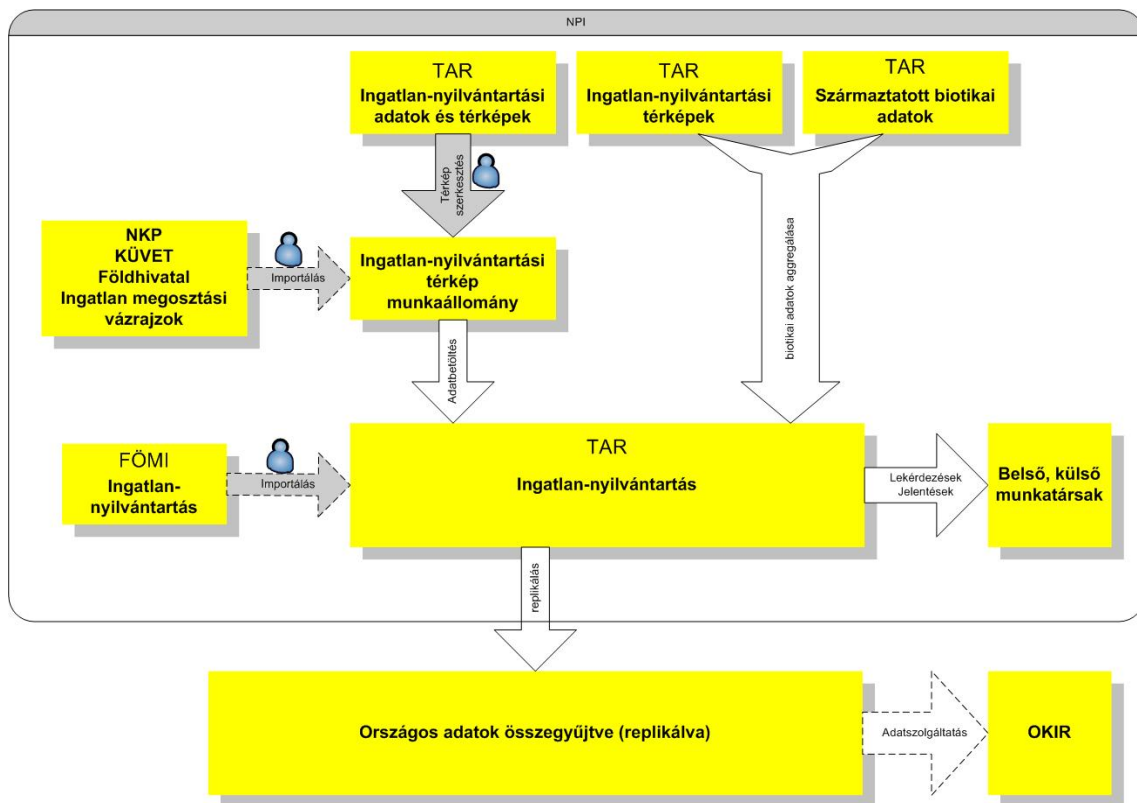 NPI
TAR
Ingatlan-nyilvántartási
adatok és térképek
TAR
Ingatlan-nyilvántartási
térképek
TAR
Származtatott biotikai
adatok
Térkép
szerkesztés
NKP
KÜVET
Földhivatal
Ingatlan megosztási
vázrajzok
Importálás
Ingatlan-nyilvántartási
térkép
munkaállomány
biotikai adatok aggregálása
Adatbetöltés
FÖMI
Ingatlan-
nyilvántartás
Importálás
TAR
Ingatlan-nyilvántartás
Lekérdezések
Jelentések
Belső, külső
munkatársak
replikálás
Országos adatok összegyűjtve (replikálva)
Adatszolgáltatás
OKIR